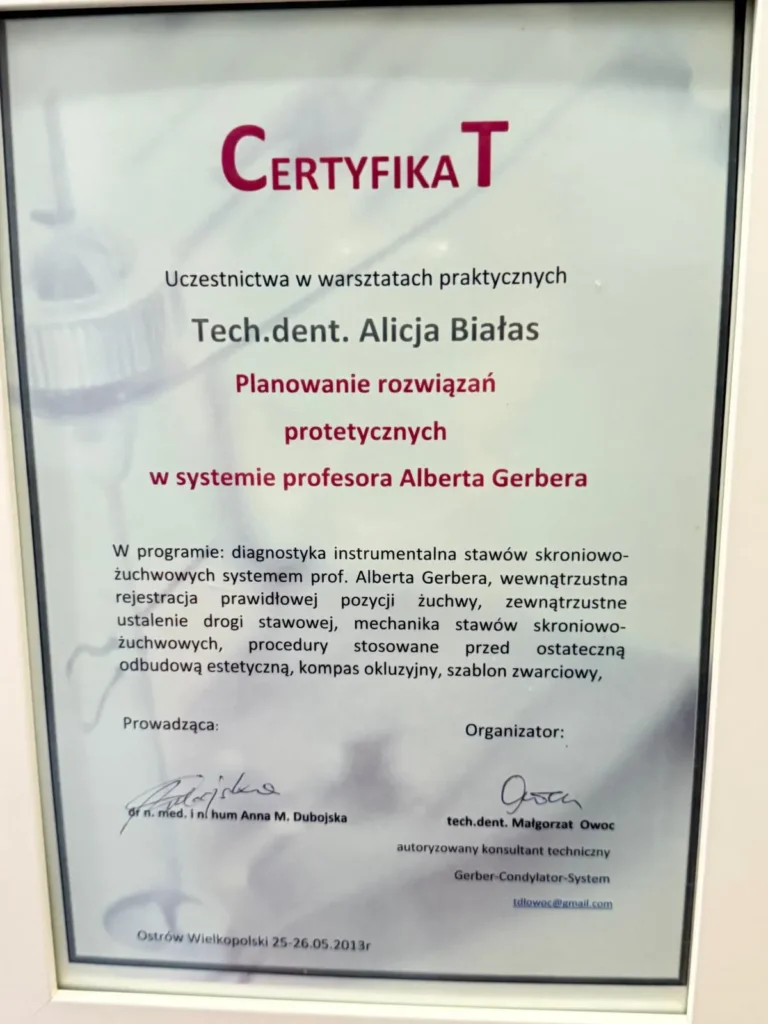 CERTYFIKAT
Uczestnictwa w warsztatach praktycznych
Tech.dent. Alicja Białas
Planowanie rozwiązań
protetycznych
w systemie profesora Alberta Gerbera
W programie: diagnostyka instrumentalna stawów skroniowo-
żuchwowych systemem prof. Alberta Gerbera, wewnątrzustna
rejestracja prawidłowej pozycji żuchwy, zewnątrzustne
ustalenie drogi stawowej, mechanika stawów skroniowo-
żuchwowych, procedury stosowane przed ostateczną
odbudową estetyczną, kompas okluzyjny, szablon zwarciowy,
Prowadząca:
dr n. med. i n. hum Anna M. Dubojska
Organizator:
tech.dent. Małgorzat Owoc
autoryzowany konsultant techniczny
Gerber-Condylator-System
tillowoc@gmail.com
Ostrów Wielkopolski 25-26.05.2013r